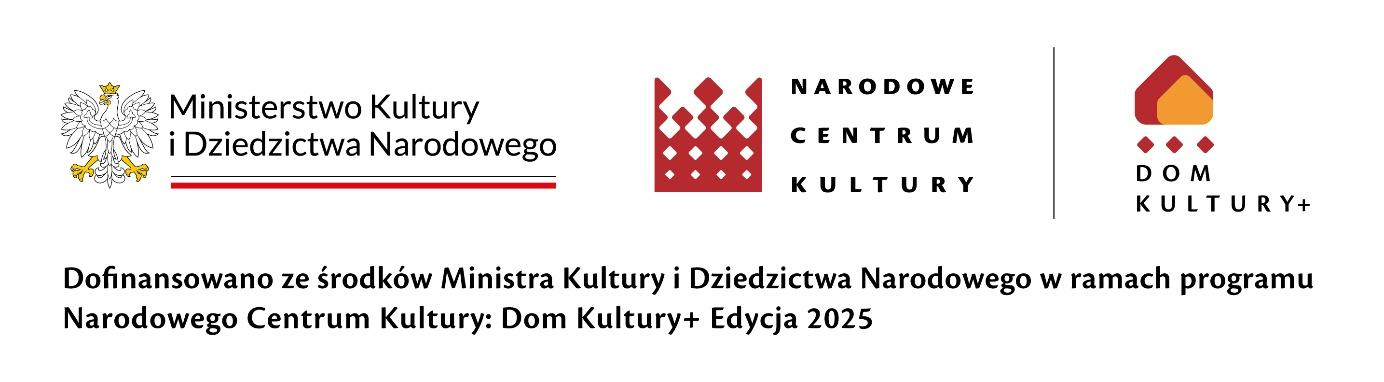 Ministerstwo Kultury
i Dziedzictwa Narodowego
NARODOWE
CENTRUM
KULTURY
DOM
KULTURY+
Dofinansowano ze środków Ministra Kultury i Dziedzictwa Narodowego w ramach programu
Narodowego Centrum Kultury: Dom Kultury+ Edycja 2025